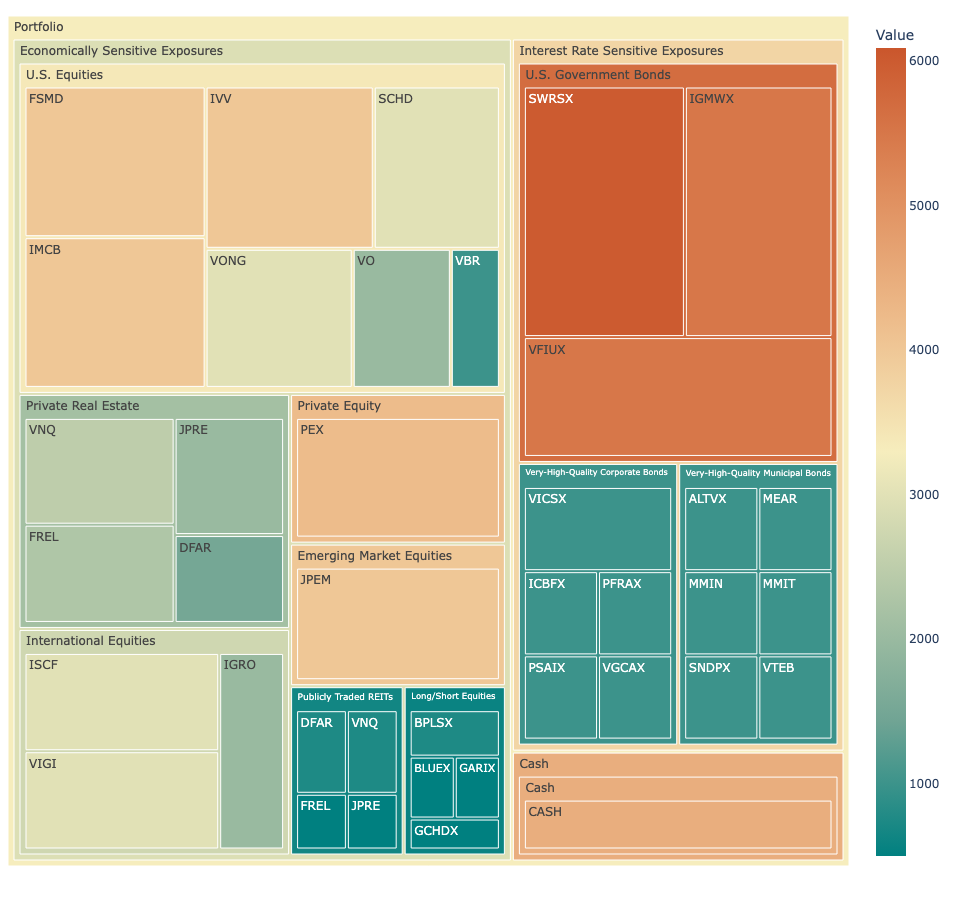 Portfolio
Economically Sensitive Exposures
U.S. Equities
FSMD
IVV
SCHD
IMCB
VONG
VO
VBR
Private Real Estate
VNQ
JPRE
FREL
DFAR
Private Equity
PEX
Emerging Market Equities
JPEM
International Equities
ISCF
IGRO
VIGI
Publicly Traded REITs
DFAR
VNQ
FREL
JPRE
Long/Short Equities
BPLSX
BLUEX
GARIX
GCHDX
Interest Rate Sensitive Exposures
U.S. Government Bonds
SWRSX
IGMWX
VFIUX
Very-High-Quality Corporate Bonds
VICSX
ICBFX
PFRAX
PSAIX
VGCAX
Very-High-Quality Municipal Bonds
ALTVX
MEAR
MMIN
MMIT
SNDPX
VTEB
Cash
Cash
CASH
Value
6000
5000
4000
3000
2000
1000